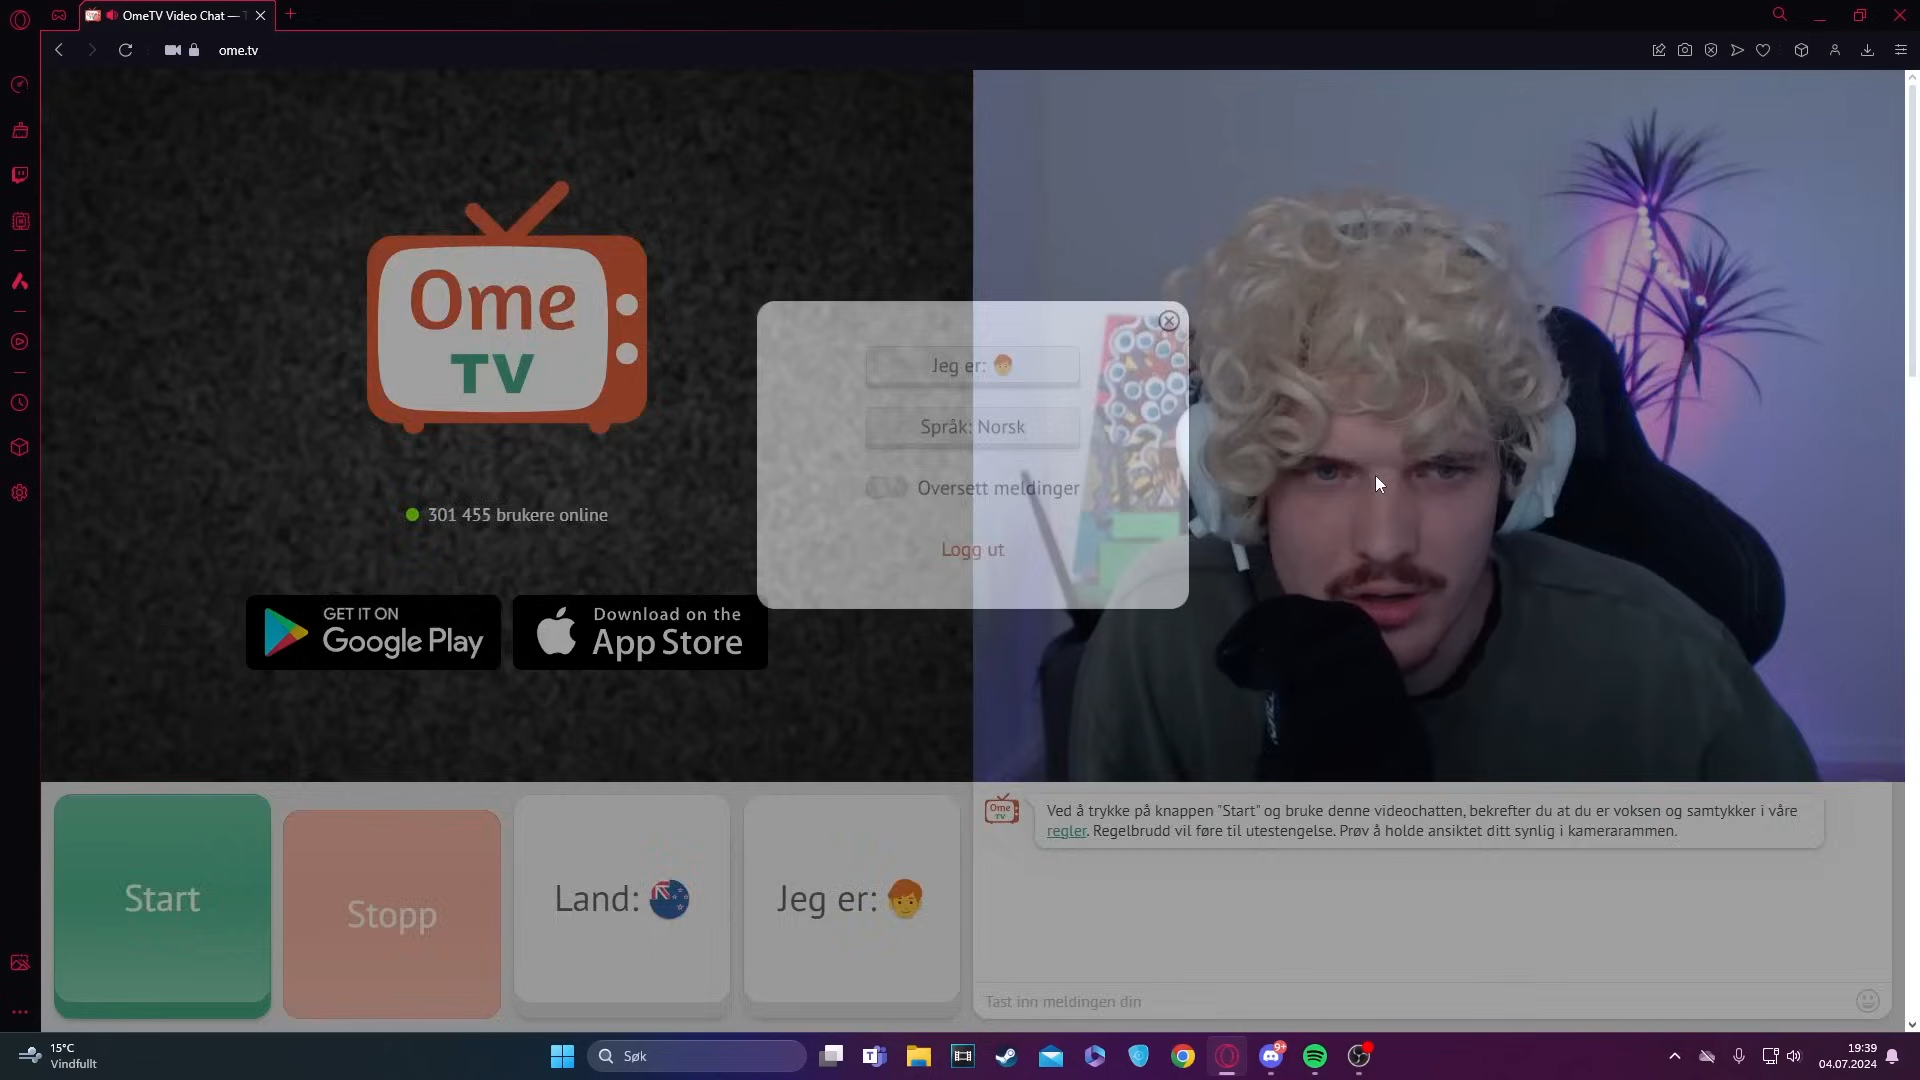 OmeTV Video Chat —
ome.tv
Ome
TV
301 455 brukere online
GET IT ON
Google Play
Download on the
App Store
Jeg er:
Språk: Norsk
Oversett meldinger
Logg ut
Start
Stopp
Land:
Jeg er:
Ome
TV
Ved å trykke på knappen "Start" og bruke denne videochatten, bekrefter du at du er voksen og samtykker i våre
regler. Regelbrudd vil føre til utestengelse. Prøv å holde ansiktet ditt synlig i kamerarammen.
Tast inn meldingen din
15°C
Vindfullt
Søk
9+
19:39
04.07.2024